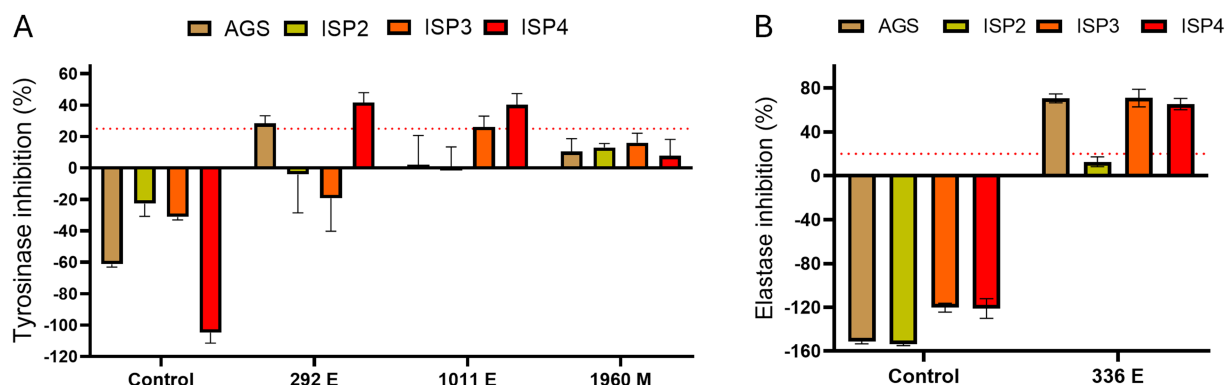 A
AGS ISP2 ISP3 ISP4
Tyrosinase inhibition (%)
60
40
20
0
-20
-40
-60
-80
-100
-120
Control 292 E 1011 E 1960 M
B
AGS ISP2 ISP3 ISP4
Elastase inhibition (%)
80
40
0
-40
-80
-120
-160
Control 336 E